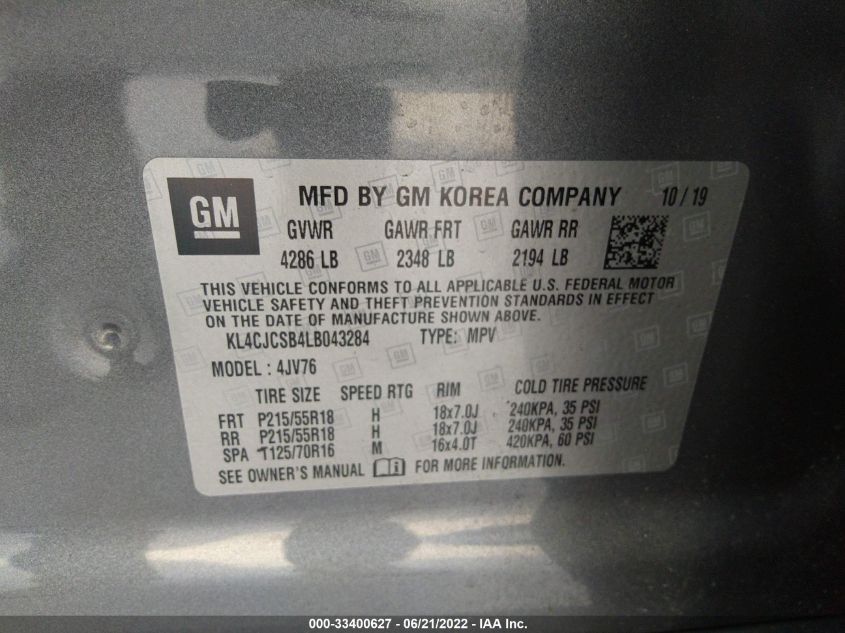 GM MFD BY GM KOREA COMPANY 10 / 19
GVWR GAWR FRT GAWR RR
4286 LB 2348 LB 2194 LB
THIS VEHICLE CONFORMS TO ALL APPLICABLE U.S. FEDERAL MOTOR
VEHICLE SAFETY AND THEFT PREVENTION STANDARDS IN EFFECT
ON THE DATE OF MANUFACTURE SHOWN ABOVE.
KL4CJCSB4LB043284 TYPE: MPV
MODEL : 4JV76
TIRE SIZE SPEED RTG RIM COLD TIRE PRESSURE
FRT P215/55R18 H 18x7.0J 240KPA, 35 PSI
RR P215/55R18 H 18x7.0J 240KPA, 35 PSI
SPA T125/70R16 M 16x4.0T 420KPA, 60 PSI
SEE OWNER'S MANUAL FOR MORE INFORMATION.
000-33400627 - 06/21/2022 - IAA Inc.